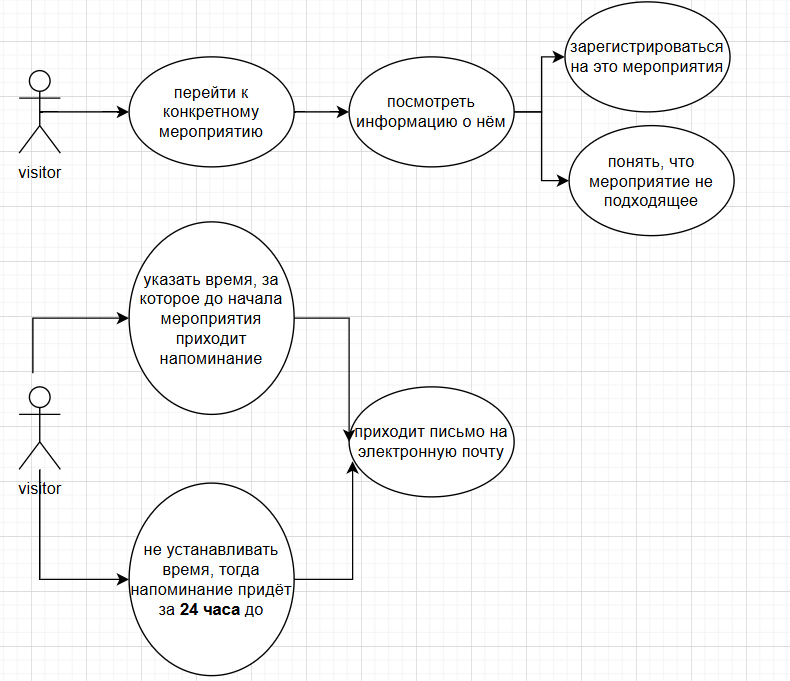 visitor
перейти к
конкретному
мероприятию
посмотреть
информацию о нём
зарегистрироваться
на это мероприятия
понять, что
мероприятие не
подходящее
указать время, за
которое до начала
мероприятия
приходит
напоминание
visitor
приходит письмо на
электронную почту
не устанавливать
время, тогда
напоминание придёт
за 24 часа до